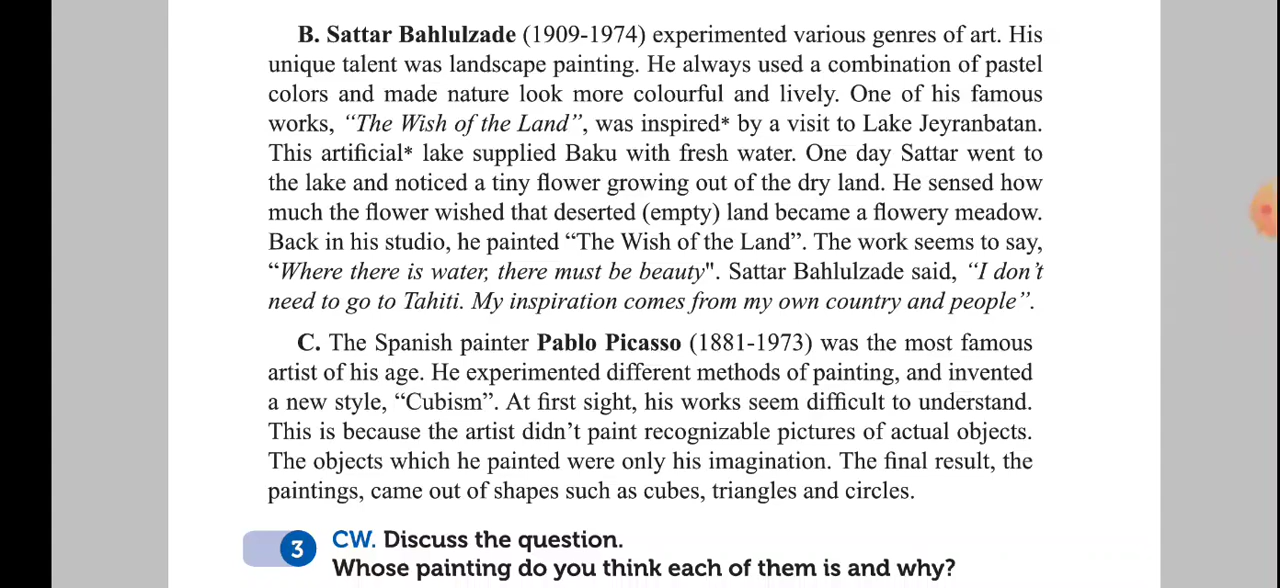 B. Sattar Bahlulzade (1909-1974) experimented various genres of art. His
unique talent was landscape painting. He always used a combination of pastel
colors and made nature look more colourful and lively. One of his famous
works, “The Wish of the Land”, was inspired* by a visit to Lake Jeyranbatan.
This artificial* lake supplied Baku with fresh water. One day Sattar went to
the lake and noticed a tiny flower growing out of the dry land. He sensed how
much the flower wished that deserted (empty) land became a flowery meadow.
Back in his studio, he painted “The Wish of the Land”. The work seems to say,
“Where there is water, there must be beauty". Sattar Bahlulzade said, “I don’t
need to go to Tahiti. My inspiration comes from my own country and people”.
C. The Spanish painter Pablo Picasso (1881-1973) was the most famous
artist of his age. He experimented different methods of painting, and invented
a new style, “Cubism”. At first sight, his works seem difficult to understand.
This is because the artist didn’t paint recognizable pictures of actual objects.
The objects which he painted were only his imagination. The final result, the
paintings, came out of shapes such as cubes, triangles and circles.
3 CW. Discuss the question.
Whose painting do you think each of them is and why?